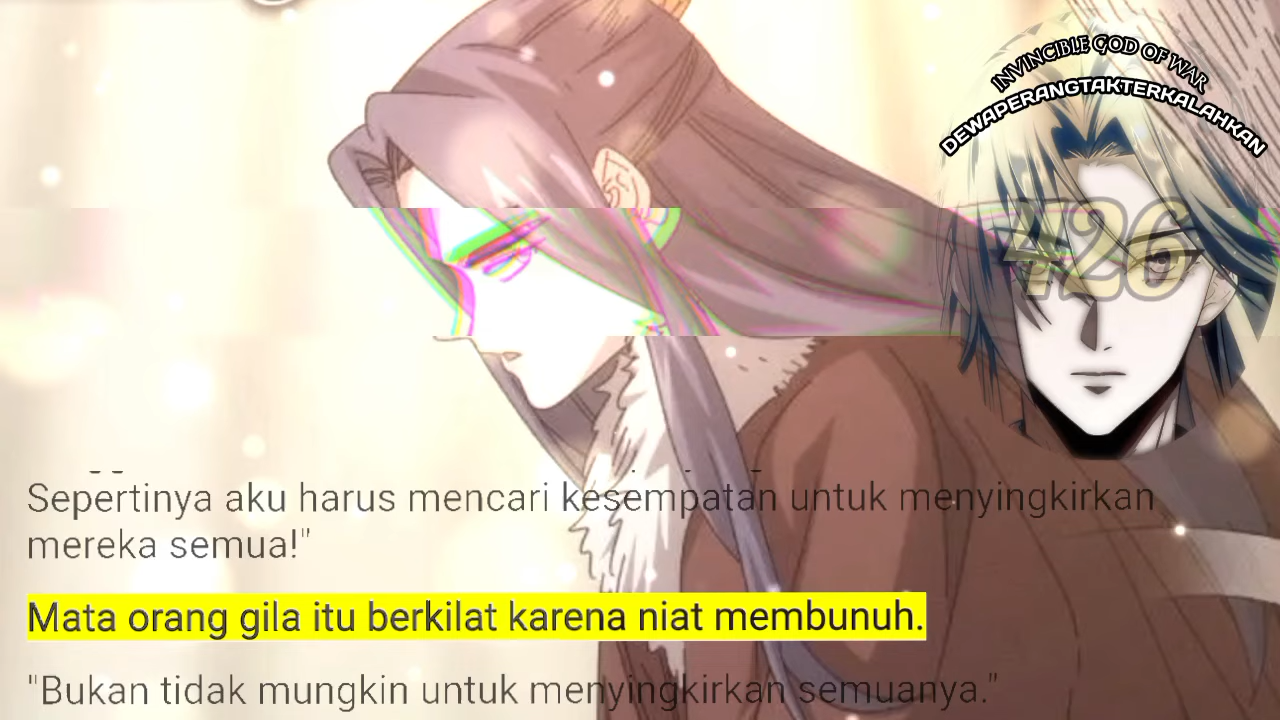 INVINCIBLE GOD OF WAR
DEWAPERANGTAKTERKALAHKAN
426
Sepertinya aku harus mencari kesempatan untuk menyingkirkan
mereka semua!"
Mata orang gila itu berkilat karena niat membunuh.
"Bukan tidak mungkin untuk menyingkirkan semuanya."